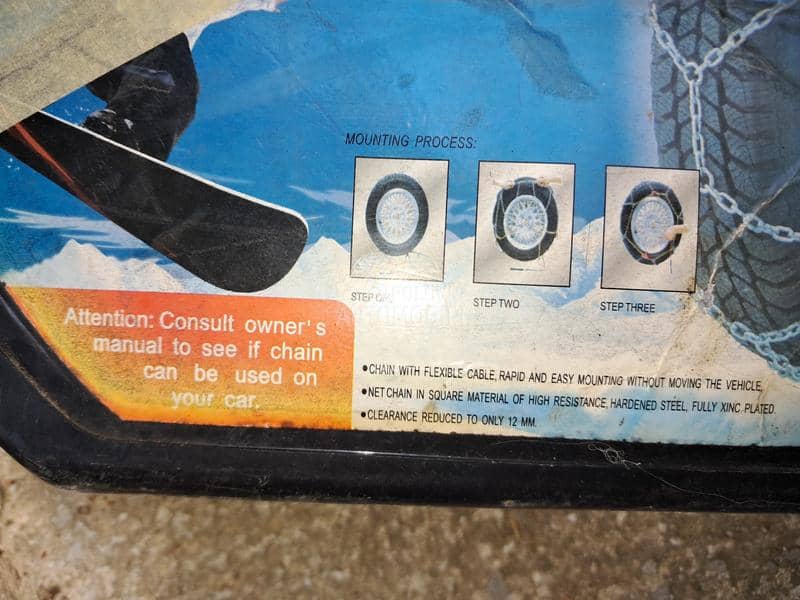 MOUNTING PROCESS:
STEP ONE
STEP TWO
STEP THREE
Attention: Consult owner's
manual to see if chain
can be used on
your car.
•CHAIN WITH FLEXIBLE CABLE, RAPID AND EASY MOUNTING WITHOUT MOVING THE VEHICLE.
•NET CHAIN IN SQUARE MATERIAL OF HIGH RESISTANCE, HARDENED STEEL, FULLY XINC PLATED.
•CLEARANCE REDUCED TO ONLY 12 MM.